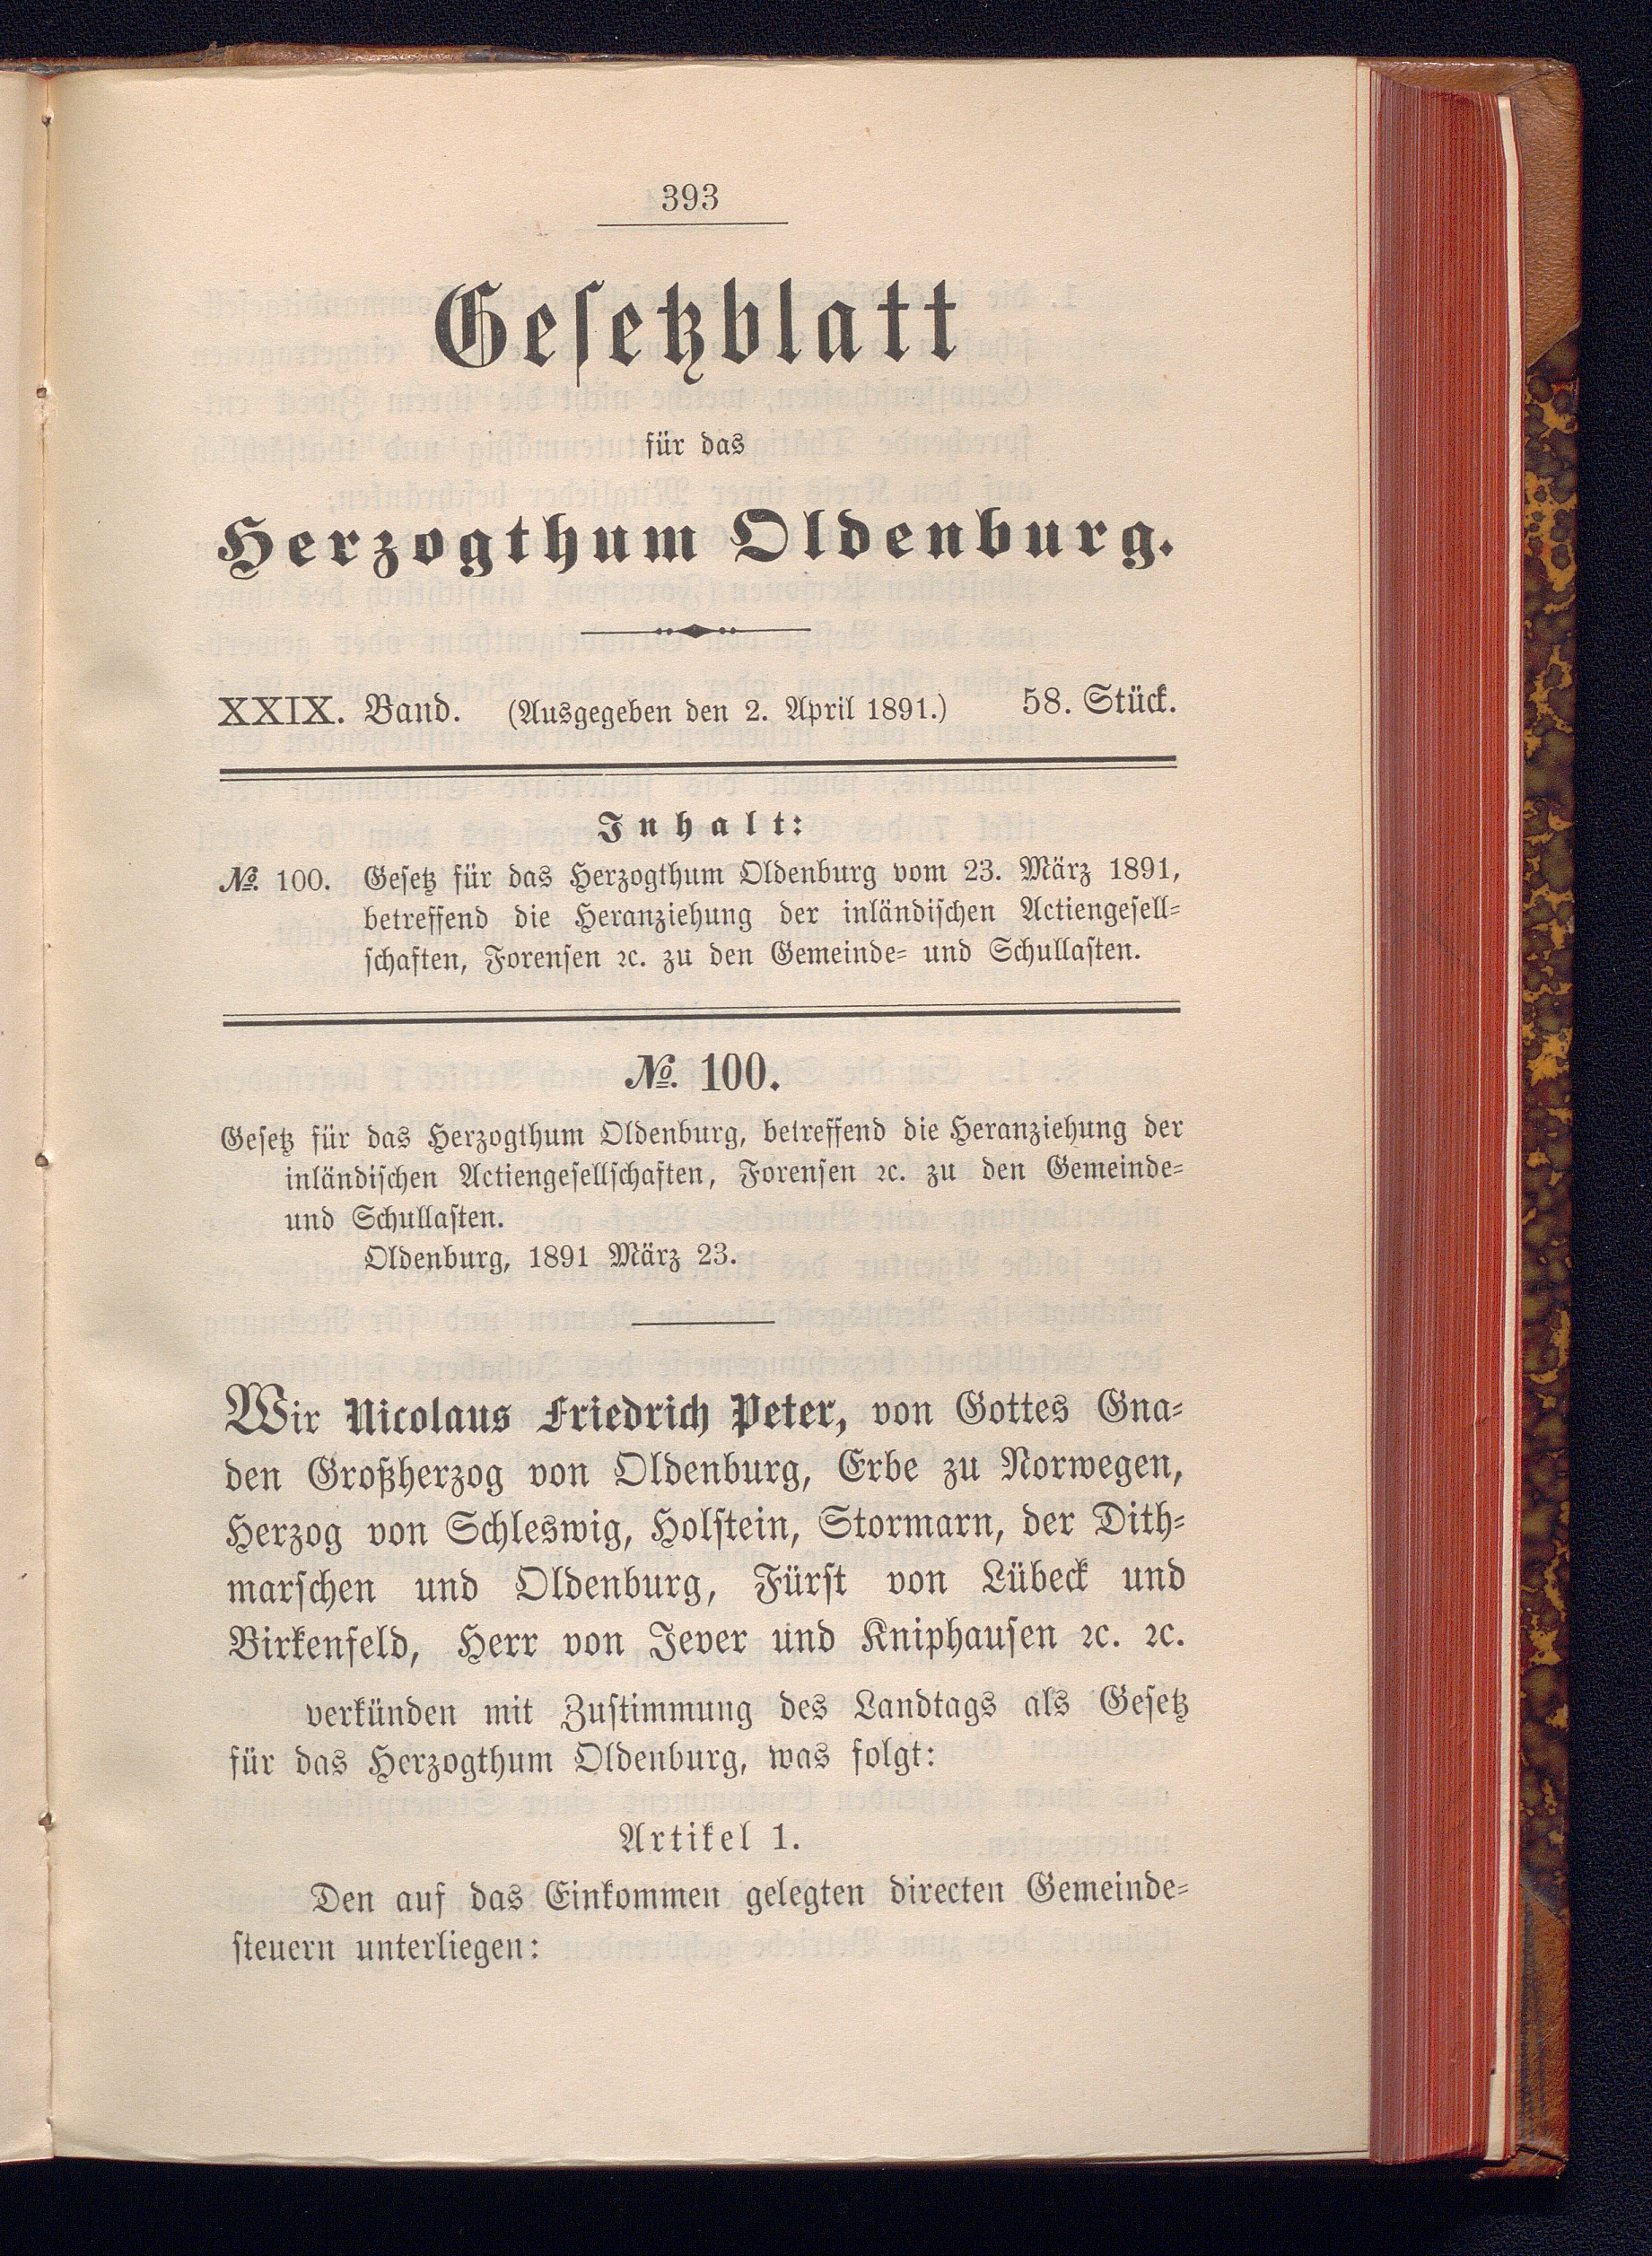 393
Gesetzblatt
für das
Herzogthum Oldenburg.
XXIX. Band. (Ausgegeben den 2. April 1891.) 58. Stück.
Inhalt:
№. 100. Gesetz für das Herzogthum Oldenburg vom 23. März 1891,
betreffend die Heranziehung der inländischen Actiengesell-
schaften, Forensen ꝛc. zu den Gemeinde- und Schullasten.
№. 100.
Gesetz für das Herzogthum Oldenburg, betreffend die Heranziehung der
inländischen Actiengesellschaften, Forensen ꝛc. zu den Gemeinde-
und Schullasten.
Oldenburg, 1891 März 23.
Wir Nicolaus Friedrich Peter, von Gottes Gna-
den Großherzog von Oldenburg, Erbe zu Norwegen,
Herzog von Schleswig, Holstein, Stormarn, der Dith-
marschen und Oldenburg, Fürst von Lübeck und
Birkenfeld, Herr von Jever und Kniphausen ꝛc. ꝛc.
verkünden mit Zustimmung des Landtags als Gesetz
für das Herzogthum Oldenburg, was folgt:
Artikel 1.
Den auf das Einkommen gelegten directen Gemeinde-
steuern unterliegen: